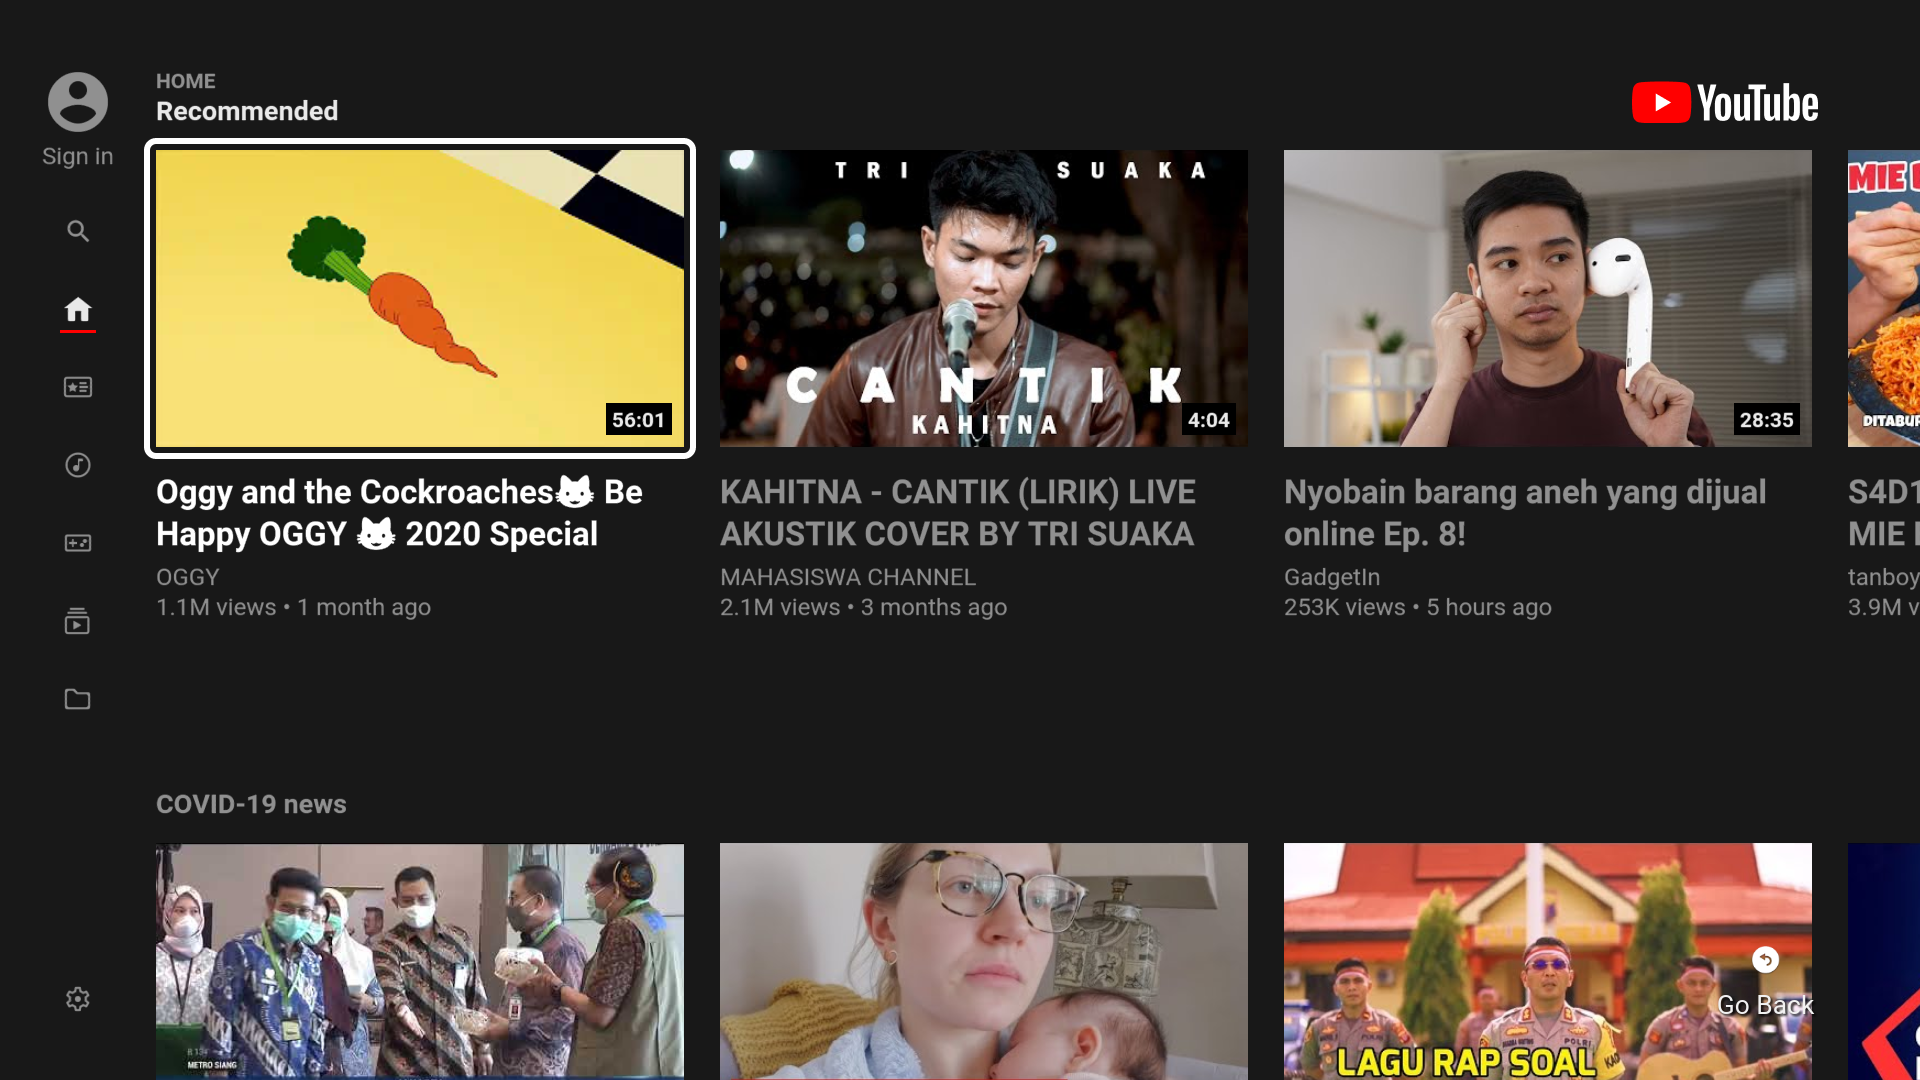 HOME
Recommended
YouTube
Sign in
TRI SUAKA
CANTIK
KAHITNA
56:01
4:04
28:35
MIE
DITABUR
Oggy and the Cockroaches😺 Be
Happy OGGY 😺 2020 Special
OGGY
1.1M views • 1 month ago
KAHITNA - CANTIK (LIRIK) LIVE
AKUSTIK COVER BY TRI SUAKA
MAHASISWA CHANNEL
2.1M views • 3 months ago
Nyobain barang aneh yang dijual
online Ep. 8!
GadgetIn
253K views • 5 hours ago
S4D1
MIE
tanboy
3.9M v
COVID-19 news
METRO SIANG
POLRI
LAGU RAP SOAL
Go Back